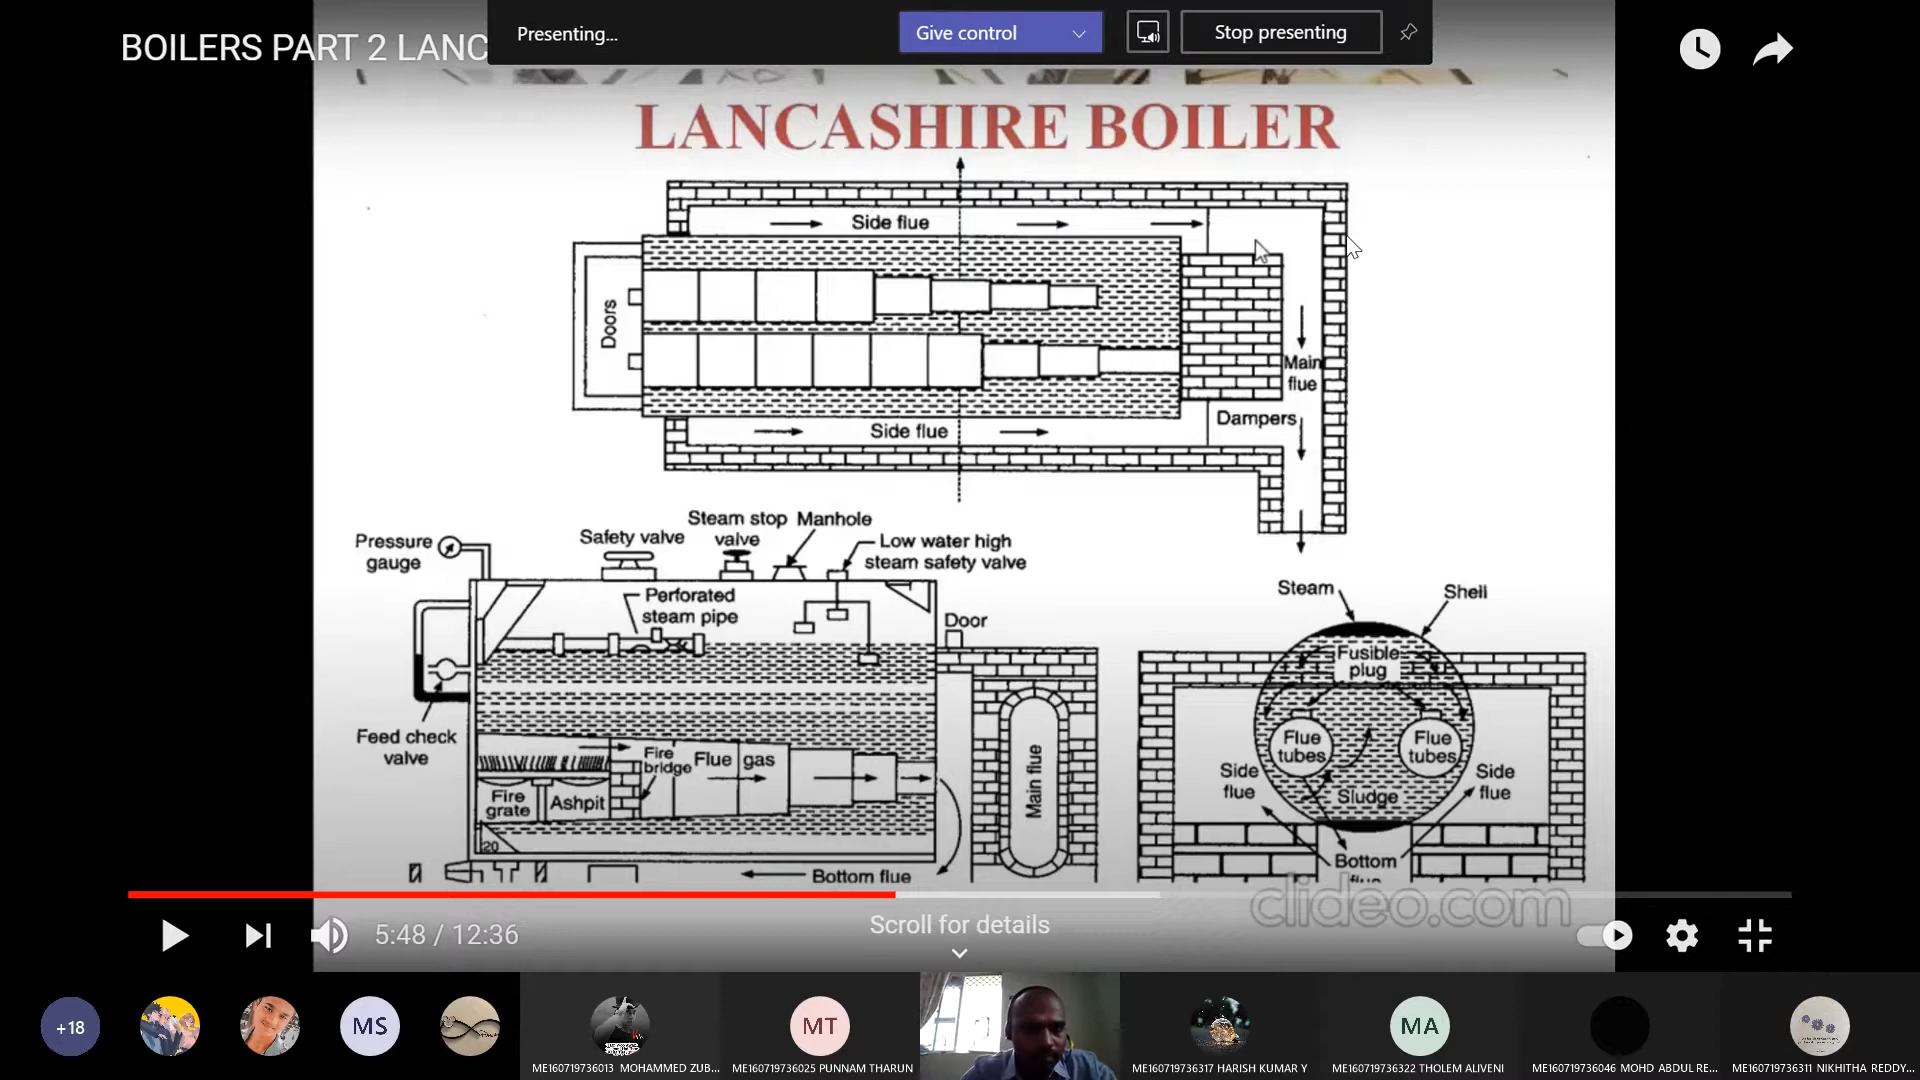 BOILERS PART 2 LANC
Presenting...
Give control
Stop presenting
LANCASHIRE BOILER
Side flue
Doors
Main
flue
Dampers
Side flue
Pressure
gauge
Safety valve
Steam stop
valve
Manhole
Low water high
steam safety valve
Perforated
steam pipe
Door
Feed check
valve
Fire
bridge
Flue gas
Fire
grate
Ashpit
20
Bottom flue
Main flue
Steam
Shell
Fusible
plug
Flue
tubes
Flue
tubes
Side
flue
Side
flue
Sludge
Bottom
clideo.com
5:48 / 12:36
Scroll for details
+18
MS
MT
MA
ME160719736013 MOHAMMED ZUB...
ME160719736025 PUNNAM THARUN
ME160719736317 HARISH KUMAR Y
ME160719736322 THOLEM ALIVENI
ME160719736046 MOHD ABDUL RE...
ME160719736311 NIKHITHA REDDY...